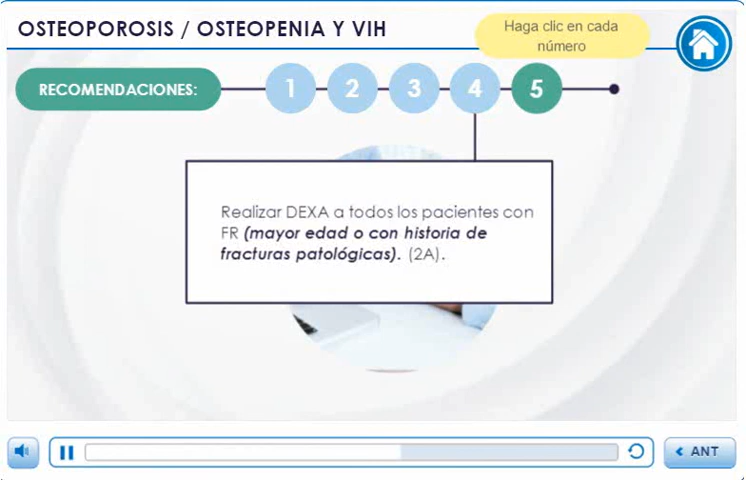 OSTEOPOROSIS / OSTEOPENIA Y VIH
Haga clic en cada
número
RECOMENDACIONES:
1 2 3 4 5
Realizar DEXA a todos los pacientes con
FR (mayor edad o con historia de
fracturas patológicas). (2A).
ANT